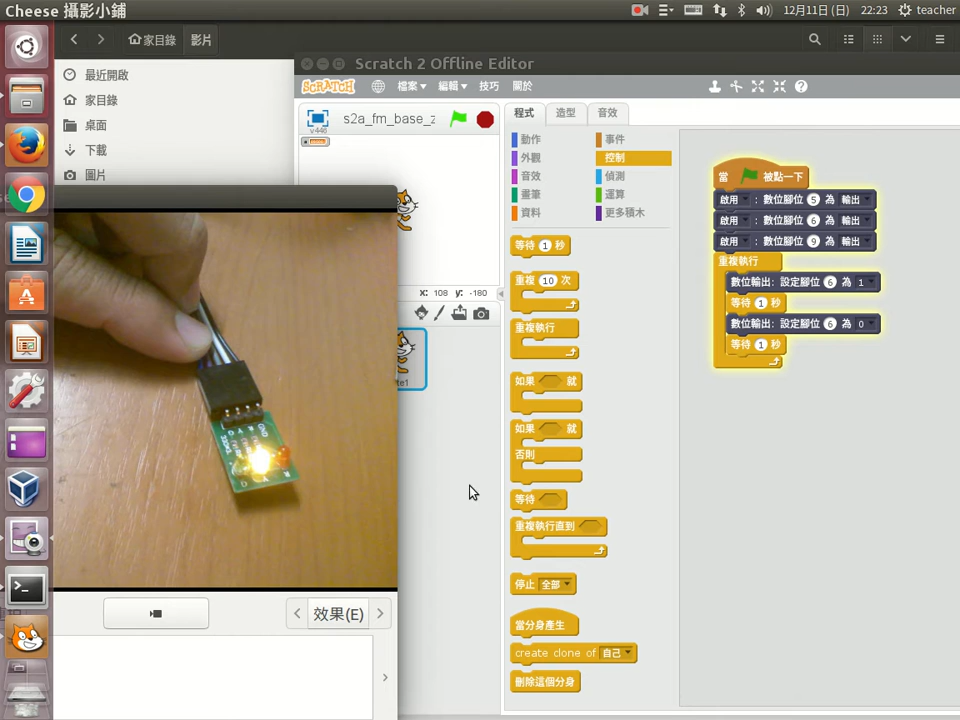 Cheese 攝影小舖
12月11日 (日) 22:23 teacher
家目錄 影片
最近開啟
家目錄
桌面
下載
圖片
Scratch 2 Offline Editor
SCRATCH 檔案▼ 編輯▼ 技巧 關於
v446
s2a_fm_base_
x: 108 y: -180
程式 造型 音效
動作 事件
外觀 控制
音效 偵測
畫筆 運算
資料 更多積木
等待 1 秒
重複 10 次
重複執行
如果 就
如果 就
否則
等待
重複執行直到
停止 全部
當分身產生
create clone of 自己
刪除這個分身
當 被點一下
啟用 : 數位腳位 5 為 輸出
啟用 : 數位腳位 6 為 輸出
啟用 : 數位腳位 9 為 輸出
重複執行
數位輸出: 設定腳位 6 為 1
等待 1 秒
數位輸出: 設定腳位 6 為 0
等待 1 秒
GND
效果(E)